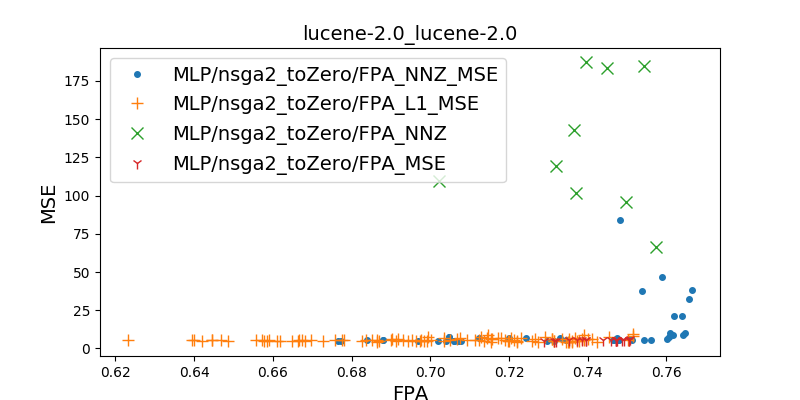 lucene-2.0_lucene-2.0
MLP/nsga2_toZero/FPA_NNZ_MSE
MLP/nsga2_toZero/FPA_L1_MSE
MLP/nsga2_toZero/FPA_NNZ
MLP/nsga2_toZero/FPA_MSE
MSE
175
150
125
100
75
50
25
0
0.62 0.64 0.66 0.68 0.70 0.72 0.74 0.76
FPA